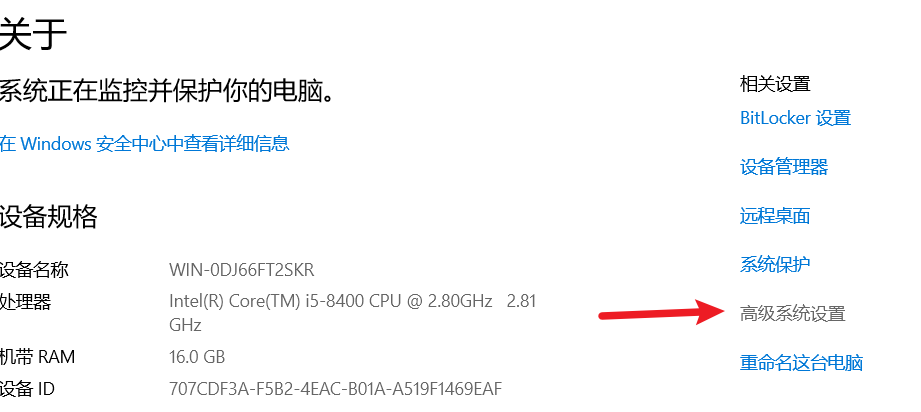 关于
系统正在监控并保护你的电脑。
在 Windows 安全中心中查看详细信息
设备规格
设备名称 WIN-0DJ66FT2SKR
处理器 Intel(R) Core(TM) i5-8400 CPU @ 2.80GHz 2.81
GHz
机带 RAM 16.0 GB
设备 ID 707CDF3A-F5B2-4EAC-B01A-A519F1469EAF
相关设置
BitLocker 设置
设备管理器
远程桌面
系统保护
高级系统设置
重命名这台电脑